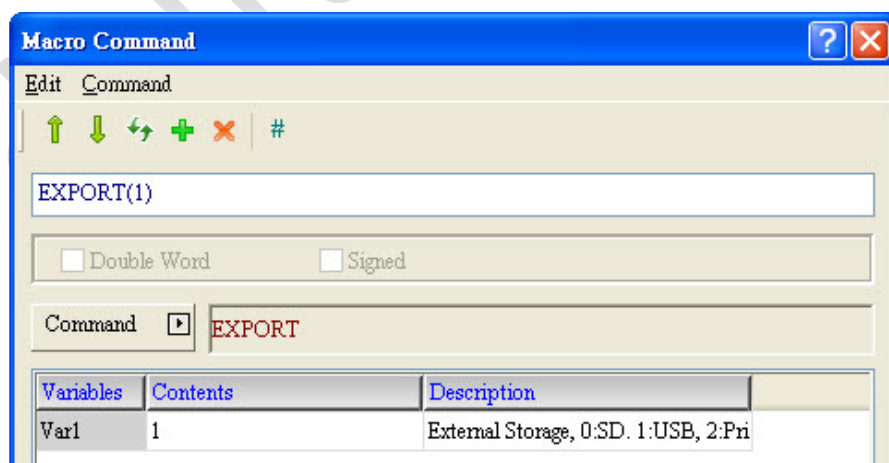 Macro Command
Edit Command
#
EXPORT(1)
Double Word Signed
Command EXPORT
Variables Contents Description
Var1 1 External Storage, 0:SD. 1:USB, 2:Pri